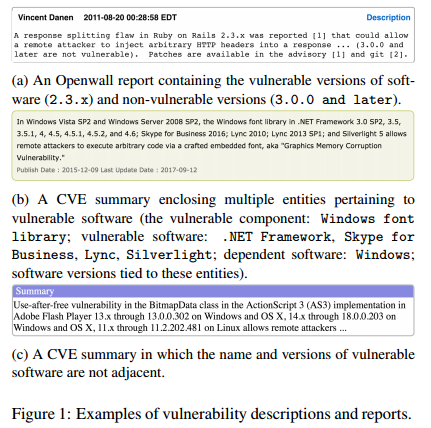 Vincent Danen 2011-08-20 00:28:58 EDT Description
A response splitting flaw in Ruby on Rails 2.3.x was reported [1] that could allow
a remote attacker to inject arbitrary HTTP headers into a response ... (3.0.0 and
later are not vulnerable). Patches are available in the advisory [1] and git [2].
(a) An Openwall report containing the vulnerable versions of soft-
ware (2.3.x) and non-vulnerable versions (3.0.0 and later).
In Windows Vista SP2 and Windows Server 2008 SP2, the Windows font library in .NET Framework 3.0 SP2, 3.5,
3.5.1, 4, 4.5, 4.5.1, 4.5.2, and 4.6; Skype for Business 2016; Lync 2010; Lync 2013 SP1; and Silverlight 5 allows
remote attackers to execute arbitrary code via a crafted embedded font, aka "Graphics Memory Corruption
Vulnerability."
Publish Date : 2015-12-09 Last Update Date : 2017-09-12
(b) A CVE summary enclosing multiple entities pertaining to
vulnerable software (the vulnerable component: Windows font
library; vulnerable software: .NET Framework, Skype for
Business, Lync, Silverlight; dependent software: Windows;
software versions tied to these entities).
Summary
Use-after-free vulnerability in the BitmapData class in the ActionScript 3 (AS3) implementation in
Adobe Flash Player 13.x through 13.0.0.302 on Windows and OS X, 14.x through 18.0.0.203 on
Windows and OS X, 11.x through 11.2.202.481 on Linux allows remote attackers ...
(c) A CVE summary in which the name and versions of vulnerable
software are not adjacent.
Figure 1: Examples of vulnerability descriptions and reports.